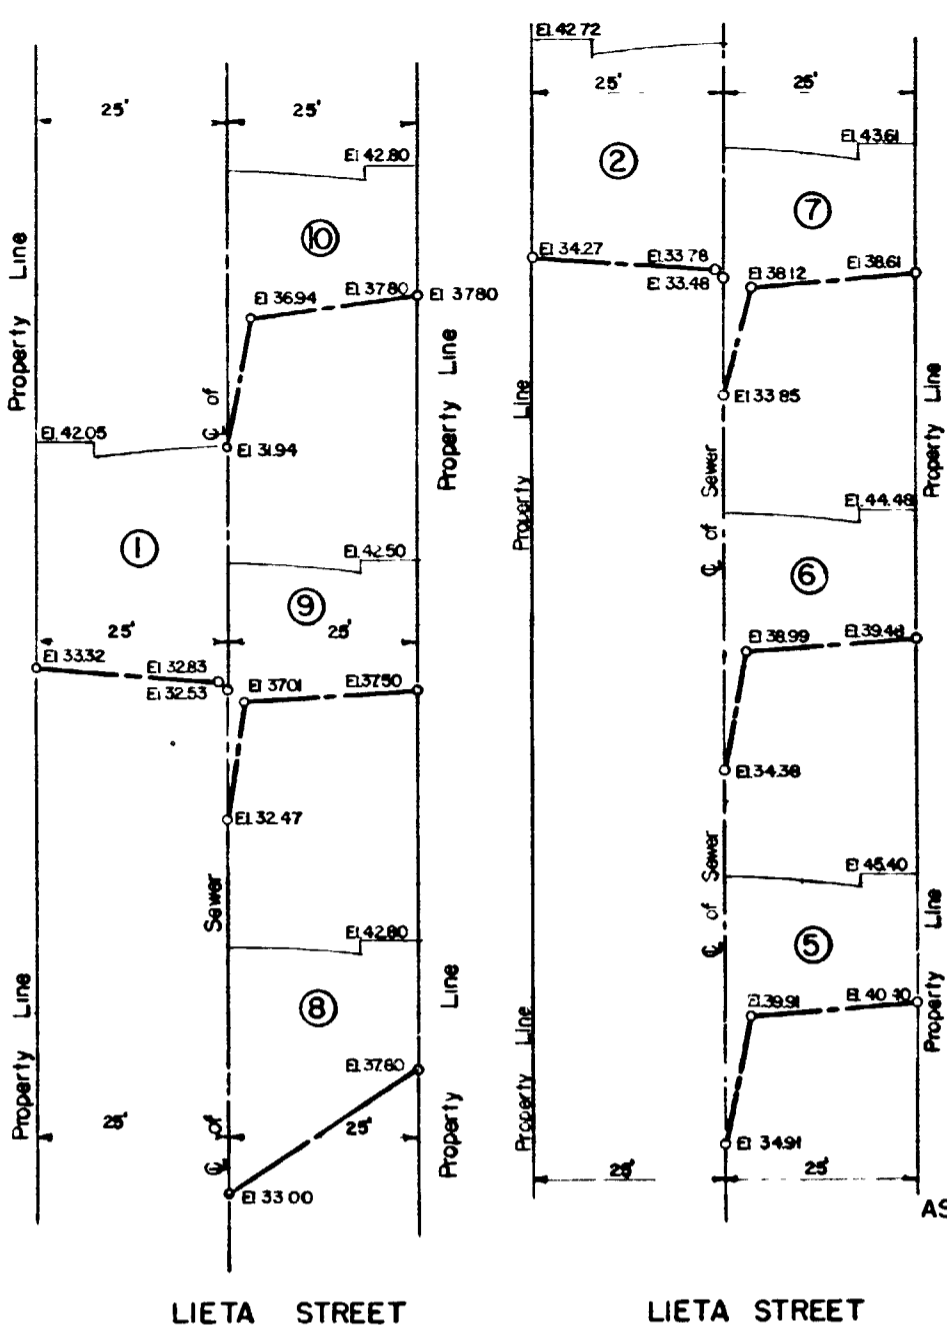 25'
25'
El 42.80
10
El 36.94
El 37.80
El 37.80
Property Line
Property Line
El. 42.05
El 31.94
℄ of Sewer
1
El. 42.50
9
25'
25'
El 33.32
El 32.83
El 32.53
El 37.01
El. 37.50
El. 32.47
El. 42.80
8
El. 37.80
Property Line
Property Line
25'
25'
℄ of
El 33.00
LIETA STREET
El. 42.72
25'
25'
El. 43.61
2
7
El 34.27
El. 33.78
El 33.48
El 38.12
El 38.61
El 33.85
Property Line
Property Line
℄ of Sewer
El. 44.48
6
El 38.99
El. 39.48
El. 34.38
℄ of Sewer
El 45.40
5
El. 39.91
El. 40.40
Property Line
Property Line
El 34.91
25'
25'
AS
LIETA STREET